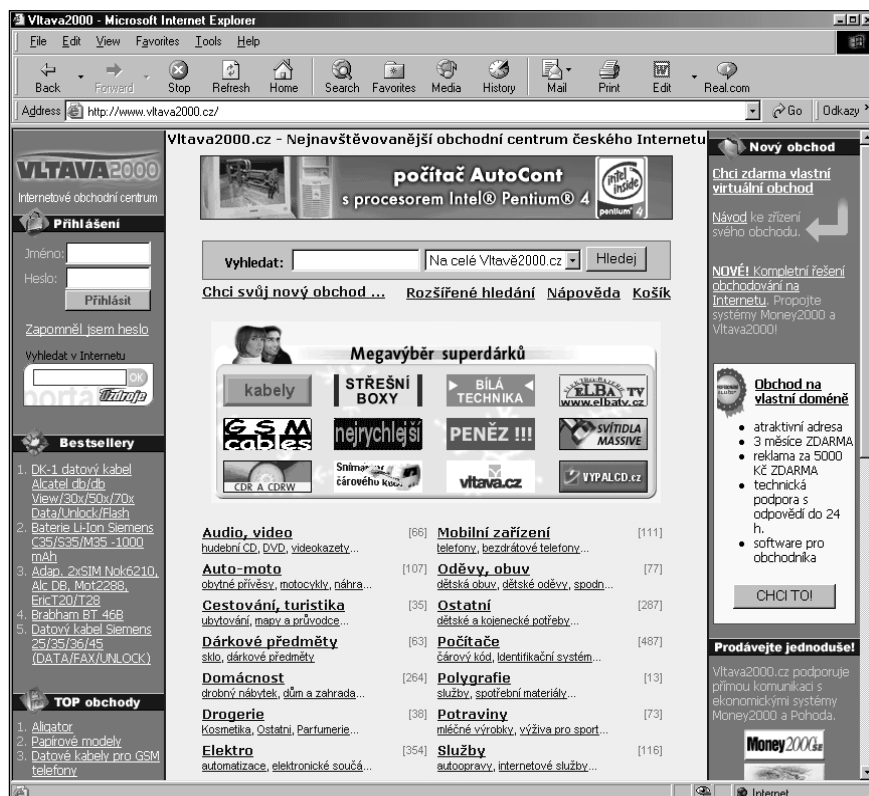 Vltava2000 - Microsoft Internet Explorer
File Edit View Favorites Tools Help
Back Forward Stop Refresh Home Search Favorites Media History Mail Print Edit Real.com
Address http://www.vltava2000.cz/ Go Odkazy
VLTAVA2000
Internetové obchodní centrum
Přihlášení
Jméno:
Heslo:
Přihlásit
Zapomněl jsem heslo
Vyhledat v Internetu
OK
portá
Uzdroje
Bestsellery
1. DK-1 datový kabel
Alcatel db/db
View/30x/50x/70x
Data/Unlock/Flash
2. Baterie Li-Ion Siemens
C35/S35/M35 -1000
mAh
3. Adap. 2xSIM Nok6210,
Alc DB, Mot2288,
EricT20/T28
4. Brabham BT 46B
5. Datový kabel Siemens
25/35/36/45
(DATA/FAX/UNLOCK)
TOP obchody
1. Aligator
2. Papírové modely
3. Datové kabely pro GSM
telefony
Vltava2000.cz - Nejnavštěvovanější obchodní centrum českého Internetu
počítač AutoCont
s procesorem Intel® Pentium® 4
intel inside
pentium 4
Vyhledat: Na celé Vltavě2000.cz Hledej
Chci svůj nový obchod ... Rozšířené hledání Nápověda Košík
Megavýběr superdárků
kabely
STŘEŠNÍ BOXY
BÍLÁ TECHNIKA
ELBA TV
www.elbatv.cz
GSM cables
nejrychlejší
PENĚZ !!!
SVÍTIDLA MASSIVE
CDR A CDRW
čárového
vltava.cz
VYPALCD.cz
Audio, video [66]
hudební CD, DVD, videokazety...
Auto-moto [107]
obytné přívěsy, motocykly, náhra...
Cestování, turistika [35]
ubytování, mapy a průvodce...
Dárkové předměty [63]
sklo, dárkové předměty
Domácnost [264]
drobný nábytek, dům a zahrada...
Drogerie [38]
Kosmetika, Ostatni, Parfumerie...
Elektro [354]
automatizace, elektronické součá...
Mobilní zařízení [111]
telefony, bezdrátové telefony...
Oděvy, obuv [77]
dětská obuv, dětské oděvy, spodn...
Ostatní [287]
dětské a kojenecké potřeby...
Počítače [487]
čárový kód, Identifikační systém...
Polygrafie [13]
služby, spotřební materiály...
Potraviny [73]
mléčné výrobky, výživa pro sport...
Služby [116]
autoopravy, internetové služby...
Nový obchod
Chci zdarma vlastní
virtuální obchod
Návod ke zřízení
svého obchodu.
NOVÉ! Kompletní řešení
obchodování na
Internetu. Propojte
systémy Money2000 a
Vltava2000!
Obchod na
vlastní doméně
• atraktivní adresa
• 3 měsíce ZDARMA
• reklama za 5000
Kč ZDARMA
• technická
podpora s
odpovědí do 24
h.
• software pro
obchodníka
CHCI TO!
Prodávejte jednoduše!
Vltava2000.cz podporuje
přímou komunikaci s
ekonomickými systémy
Money2000 a Pohoda.
Money2000SE
Internet